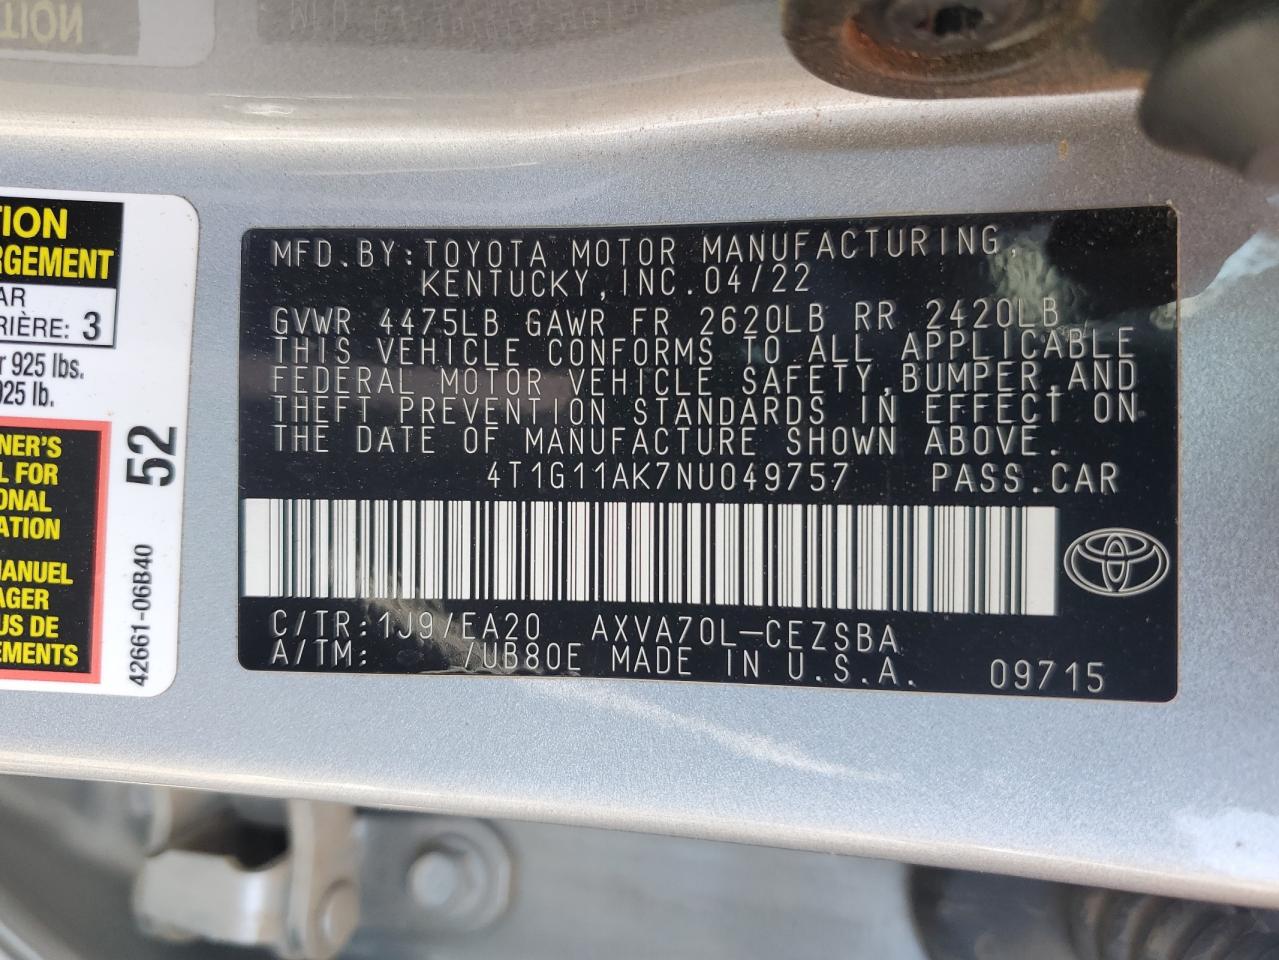 TION
RGEMENT
AR
RIÈRE: 3
r 925 lbs.
925 lb.
NER'S
L FOR
ONAL
ATION
MANUEL
AGER
US DE
EMENTS
52
42661-06B40
MFD.BY:TOYOTA MOTOR MANUFACTURING,
KENTUCKY,INC.04/22
GVWR 4475LB GAWR FR 2620LB RR 2420LB
THIS VEHICLE CONFORMS TO ALL APPLICABLE
FEDERAL MOTOR VEHICLE SAFETY,BUMPER,AND
THEFT PREVENTION STANDARDS IN EFFECT ON
THE DATE OF MANUFACTURE SHOWN ABOVE.
4T1G11AK7NU049757 PASS.CAR
C/TR:1J9/EA20 AXVA70L-CEZSBA
A/TM: /UB80E MADE IN U.S.A. 09715